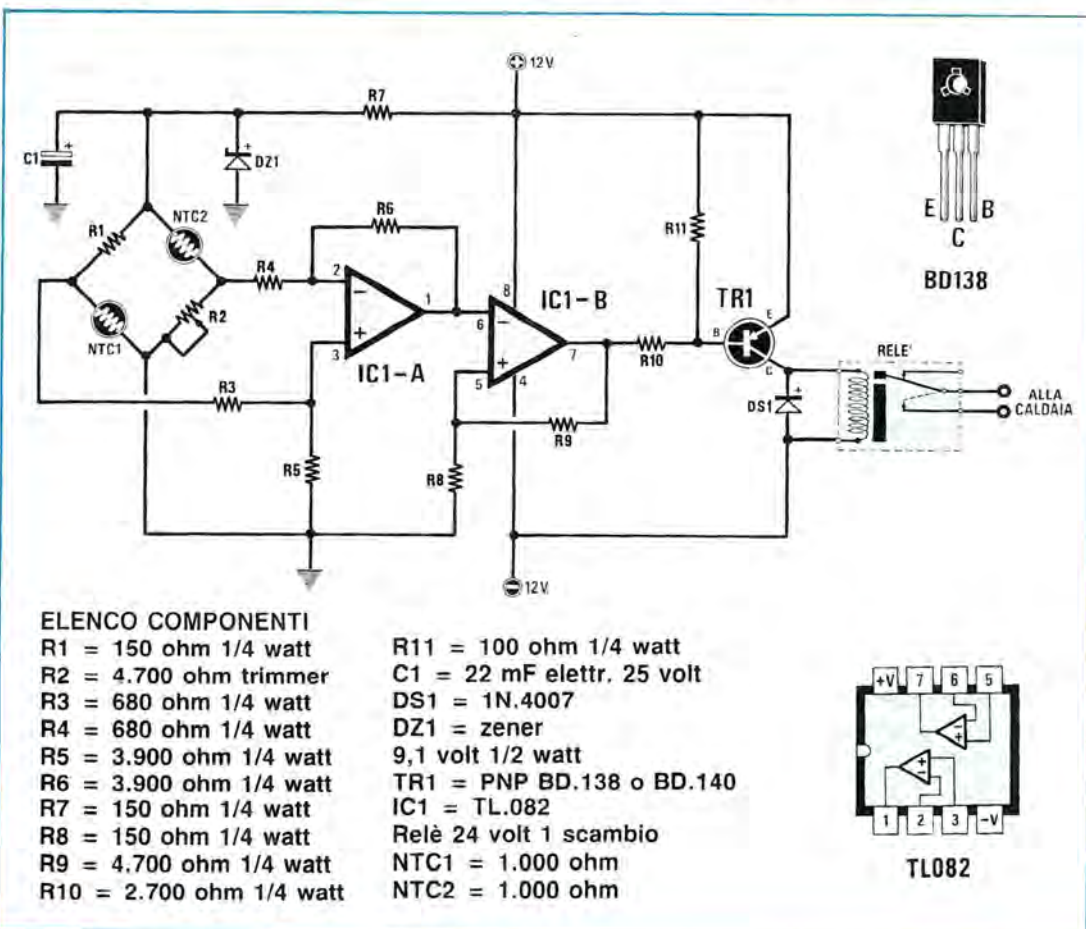 12 V.
R7
C1
+
+
DZ1
R1
NTC2
R4
R6
R11
2
1
6
8
IC1-B
TR1
E
B
C
BD138
NTC1
R2
3
IC1-A
5
4
7
R10
B
E
C
RELE'
R3
R9
DS1
+
ALLA
CALDAIA
R5
R8
12 V.
ELENCO COMPONENTI
R1 = 150 ohm 1/4 watt
R2 = 4.700 ohm trimmer
R3 = 680 ohm 1/4 watt
R4 = 680 ohm 1/4 watt
R5 = 3.900 ohm 1/4 watt
R6 = 3.900 ohm 1/4 watt
R7 = 150 ohm 1/4 watt
R8 = 150 ohm 1/4 watt
R9 = 4.700 ohm 1/4 watt
R10 = 2.700 ohm 1/4 watt
R11 = 100 ohm 1/4 watt
C1 = 22 mF elettr. 25 volt
DS1 = 1N.4007
DZ1 = zener
9,1 volt 1/2 watt
TR1 = PNP BD.138 o BD.140
IC1 = TL.082
Relè 24 volt 1 scambio
NTC1 = 1.000 ohm
NTC2 = 1.000 ohm
+V 7 6 5
1 2 3 -V
TL082